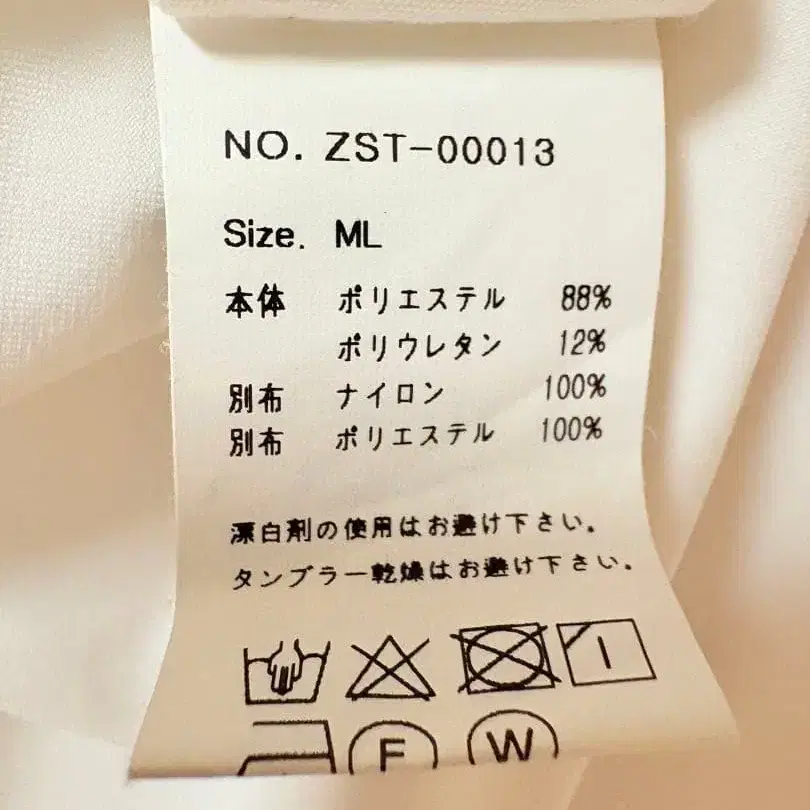 NO. ZST-00013
Size. ML
本体 ポリエステル 88%
ポリウレタン 12%
別布 ナイロン 100%
別布 ポリエステル 100%
漂白剤の使用はお避け下さい。
タンブラー乾燥はお避け下さい。
F W